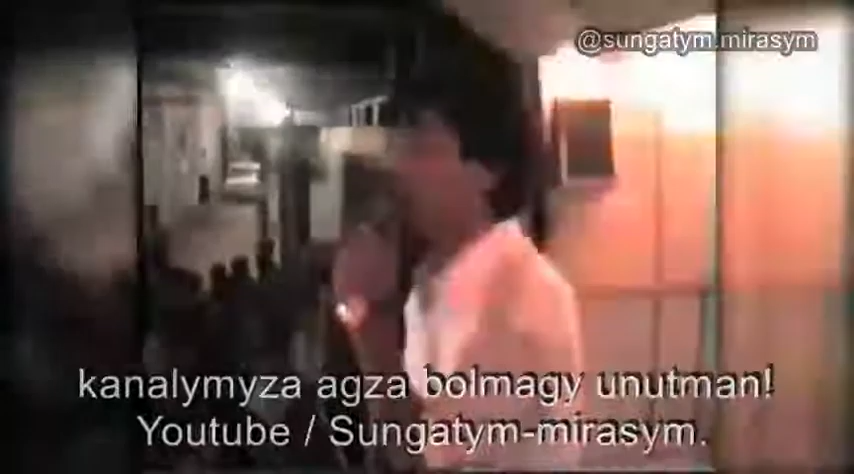 @sungatym.mirasym
kanalymyza agza bolmagy unutman!
Youtube / Sungatym-mirasym.